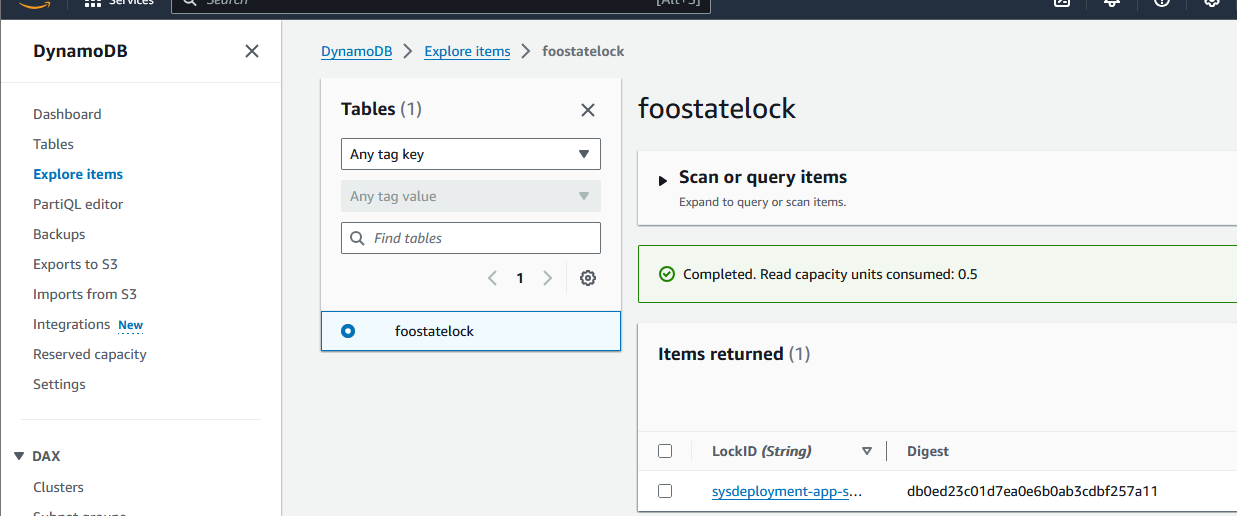 Services
Search
[Alt+S]
DynamoDB
Dashboard
Tables
Explore items
PartiQL editor
Backups
Exports to S3
Imports from S3
Integrations New
Reserved capacity
Settings
DAX
Clusters
Subnet groups
DynamoDB > Explore items > foostatelock
Tables (1)
Any tag key
Any tag value
Find tables
1
foostatelock
foostatelock
Scan or query items
Expand to query or scan items.
Completed. Read capacity units consumed: 0.5
Items returned (1)
LockID (String) Digest
sysdeployment-app-s... db0ed23c01d7ea0e6b0ab3cdbf257a11